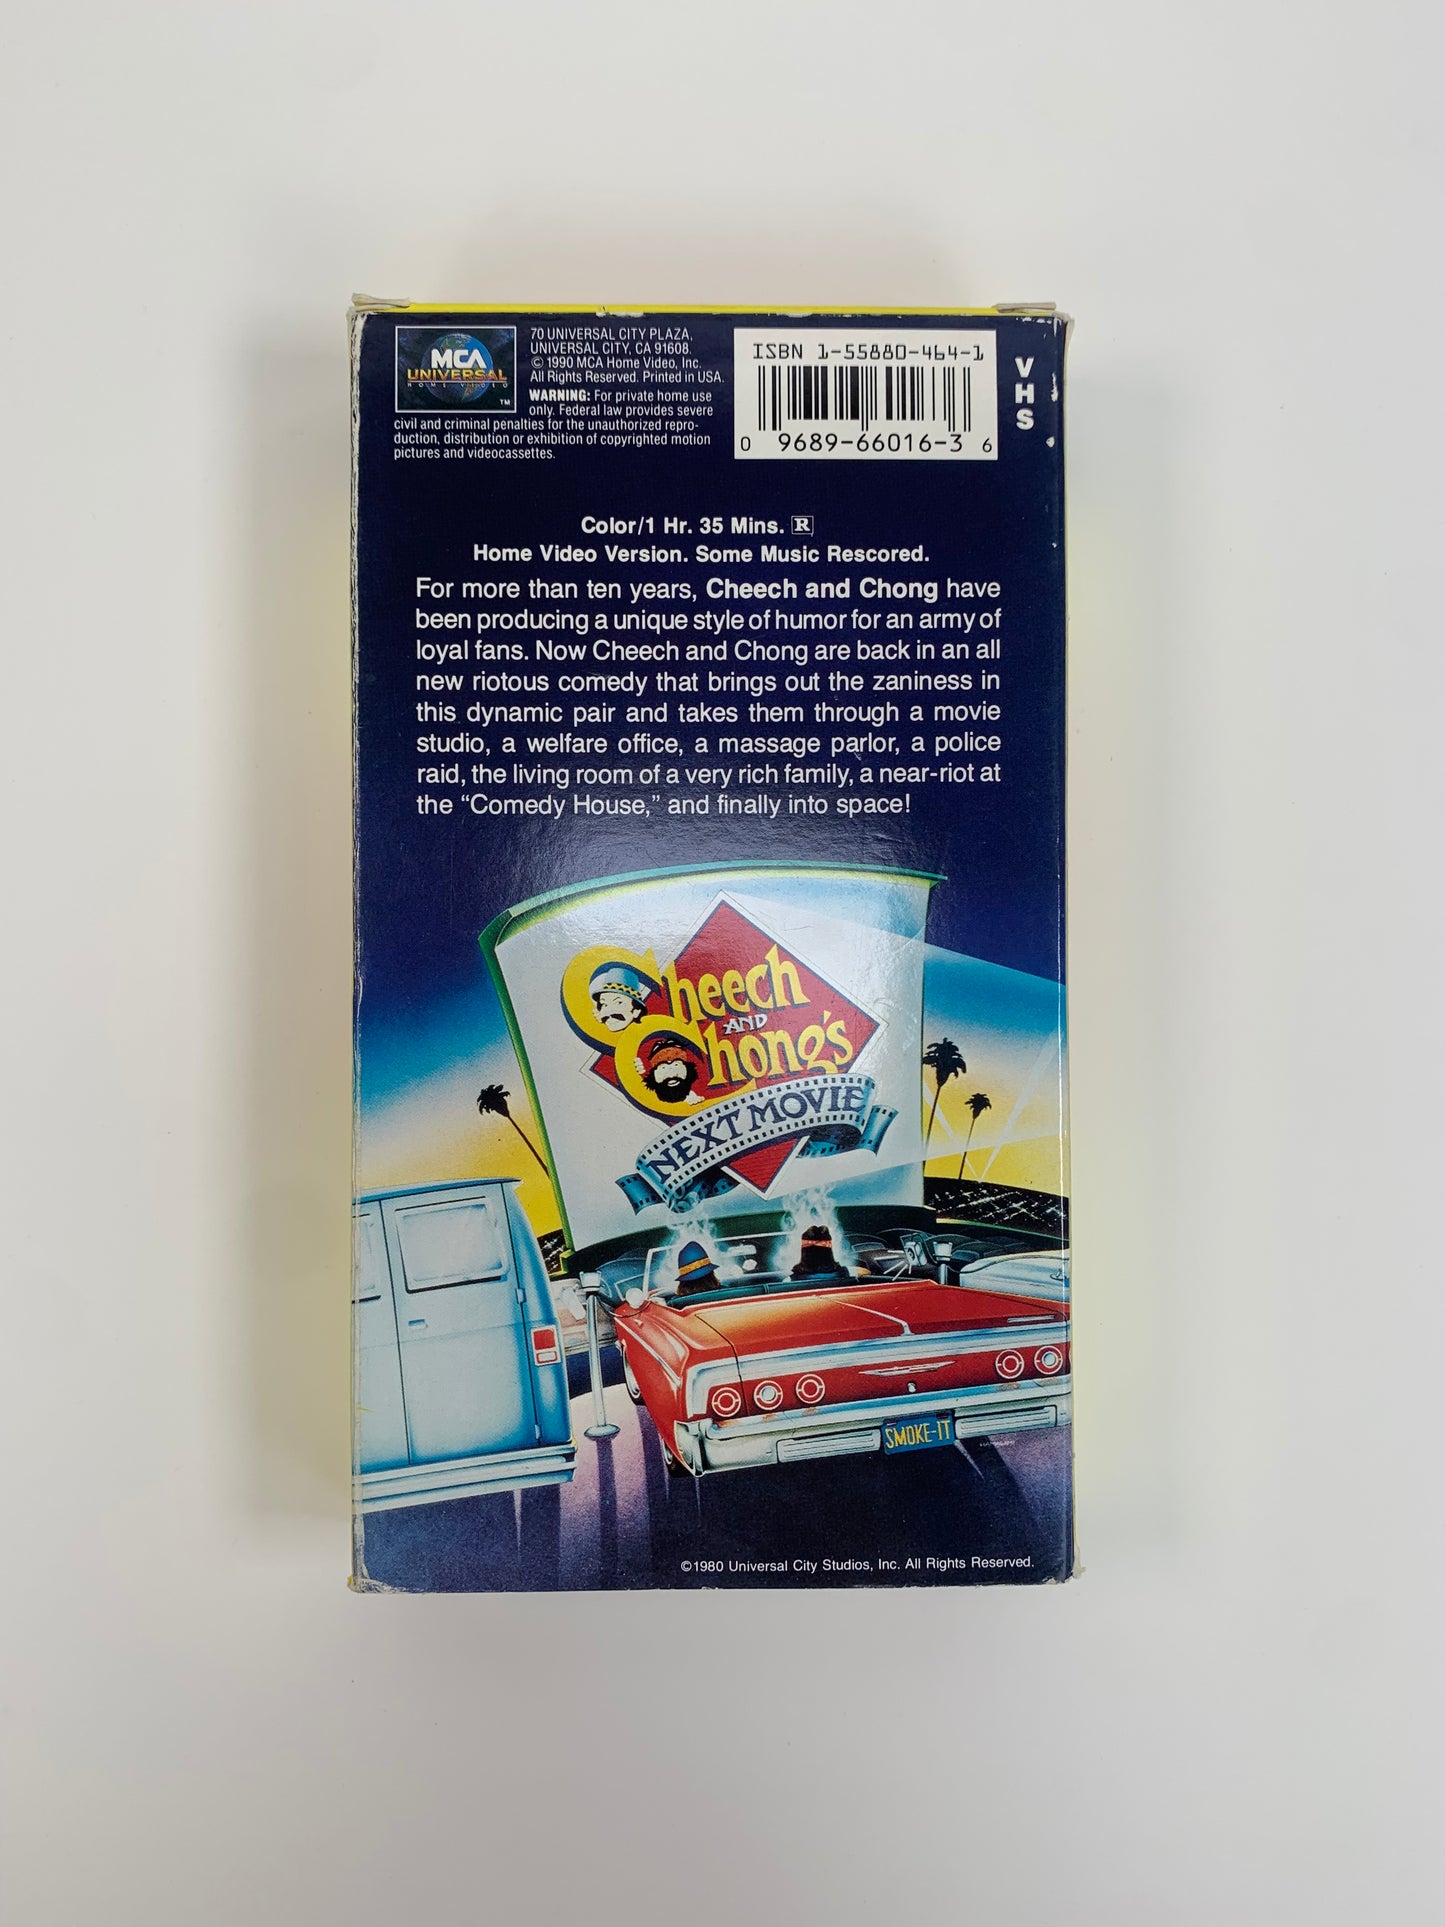 MCA
UNIVERSAL
HOME VIDEO
TM
70 UNIVERSAL CITY PLAZA,
UNIVERSAL CITY, CA 91608.
© 1990 MCA Home Video, Inc.
All Rights Reserved. Printed in USA.
WARNING: For private home use
only. Federal law provides severe
civil and criminal penalties for the unauthorized repro-
duction, distribution or exhibition of copyrighted motion
pictures and videocassettes.
ISBN 1-55880-464-1
0 9689-66016-3 6
VHS
Color/1 Hr. 35 Mins. R
Home Video Version. Some Music Rescored.
For more than ten years, Cheech and Chong have
been producing a unique style of humor for an army of
loyal fans. Now Cheech and Chong are back in an all
new riotous comedy that brings out the zaniness in
this dynamic pair and takes them through a movie
studio, a welfare office, a massage parlor, a police
raid, the living room of a very rich family, a near-riot at
the “Comedy House,” and finally into space!
Cheech
AND
Chong's
NEXT MOVIE
SMOKE-IT
©1980 Universal City Studios, Inc. All Rights Reserved.